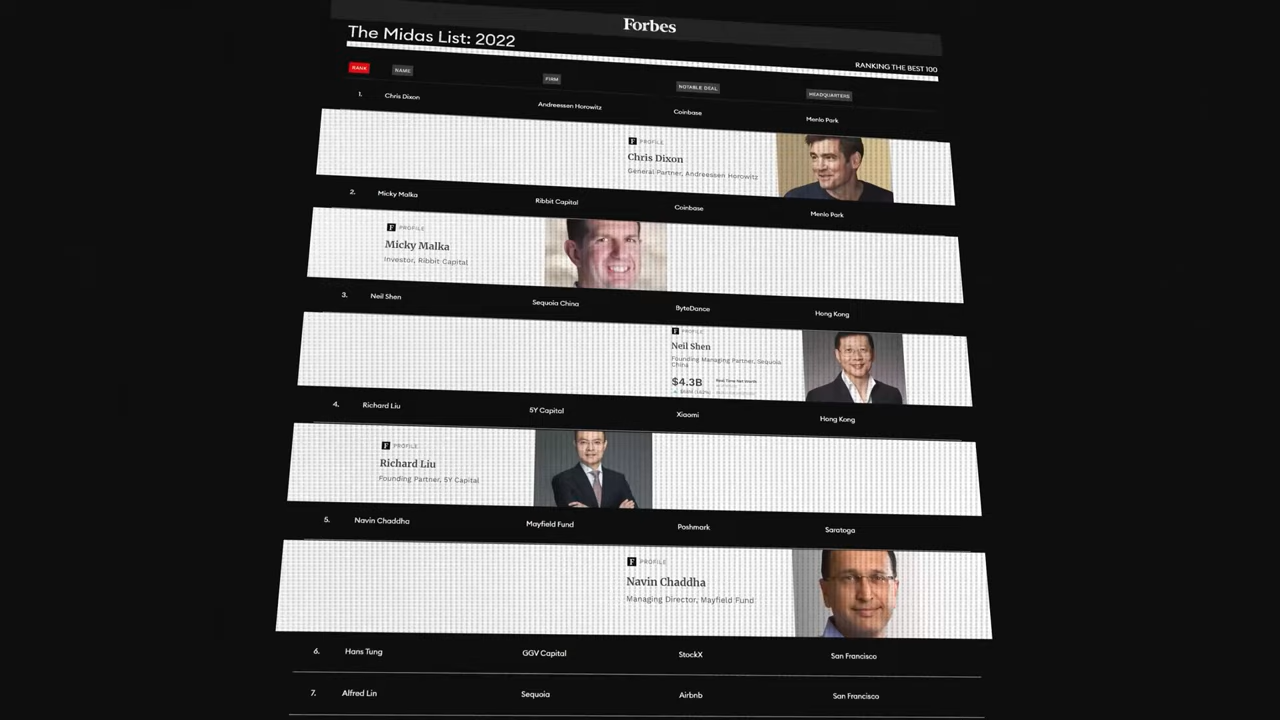 Forbes
The Midas List: 2022
RANKING THE BEST 100
RANK NAME FIRM NOTABLE DEAL HEADQUARTERS
1. Chris Dixon Andreessen Horowitz Coinbase Menlo Park
F PROFILE
Chris Dixon
General Partner, Andreessen Horowitz
2. Micky Malka Ribbit Capital Coinbase Menlo Park
F PROFILE
Micky Malka
Investor, Ribbit Capital
3. Neil Shen Sequoia China ByteDance Hong Kong
F PROFILE
Neil Shen
Founding Managing Partner, Sequoia
China
$4.3B Real Time Net Worth
4. Richard Liu 5Y Capital Xiaomi Hong Kong
F PROFILE
Richard Liu
Founding Partner, 5Y Capital
5. Navin Chaddha Mayfield Fund Poshmark Saratoga
F PROFILE
Navin Chaddha
Managing Director, Mayfield Fund
6. Hans Tung GGV Capital StockX San Francisco
7. Alfred Lin Sequoia Airbnb San Francisco